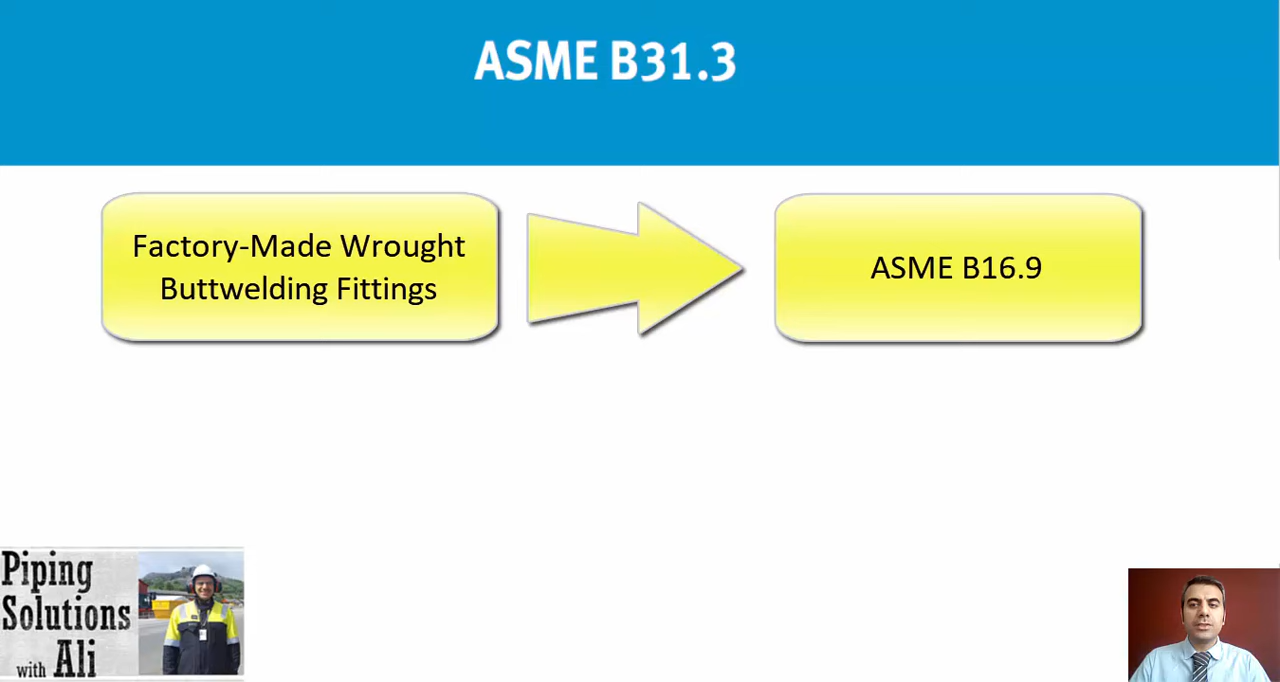 ASME B31.3
Factory-Made Wrought
Buttwelding Fittings
ASME B16.9
Piping
Solutions
with Ali